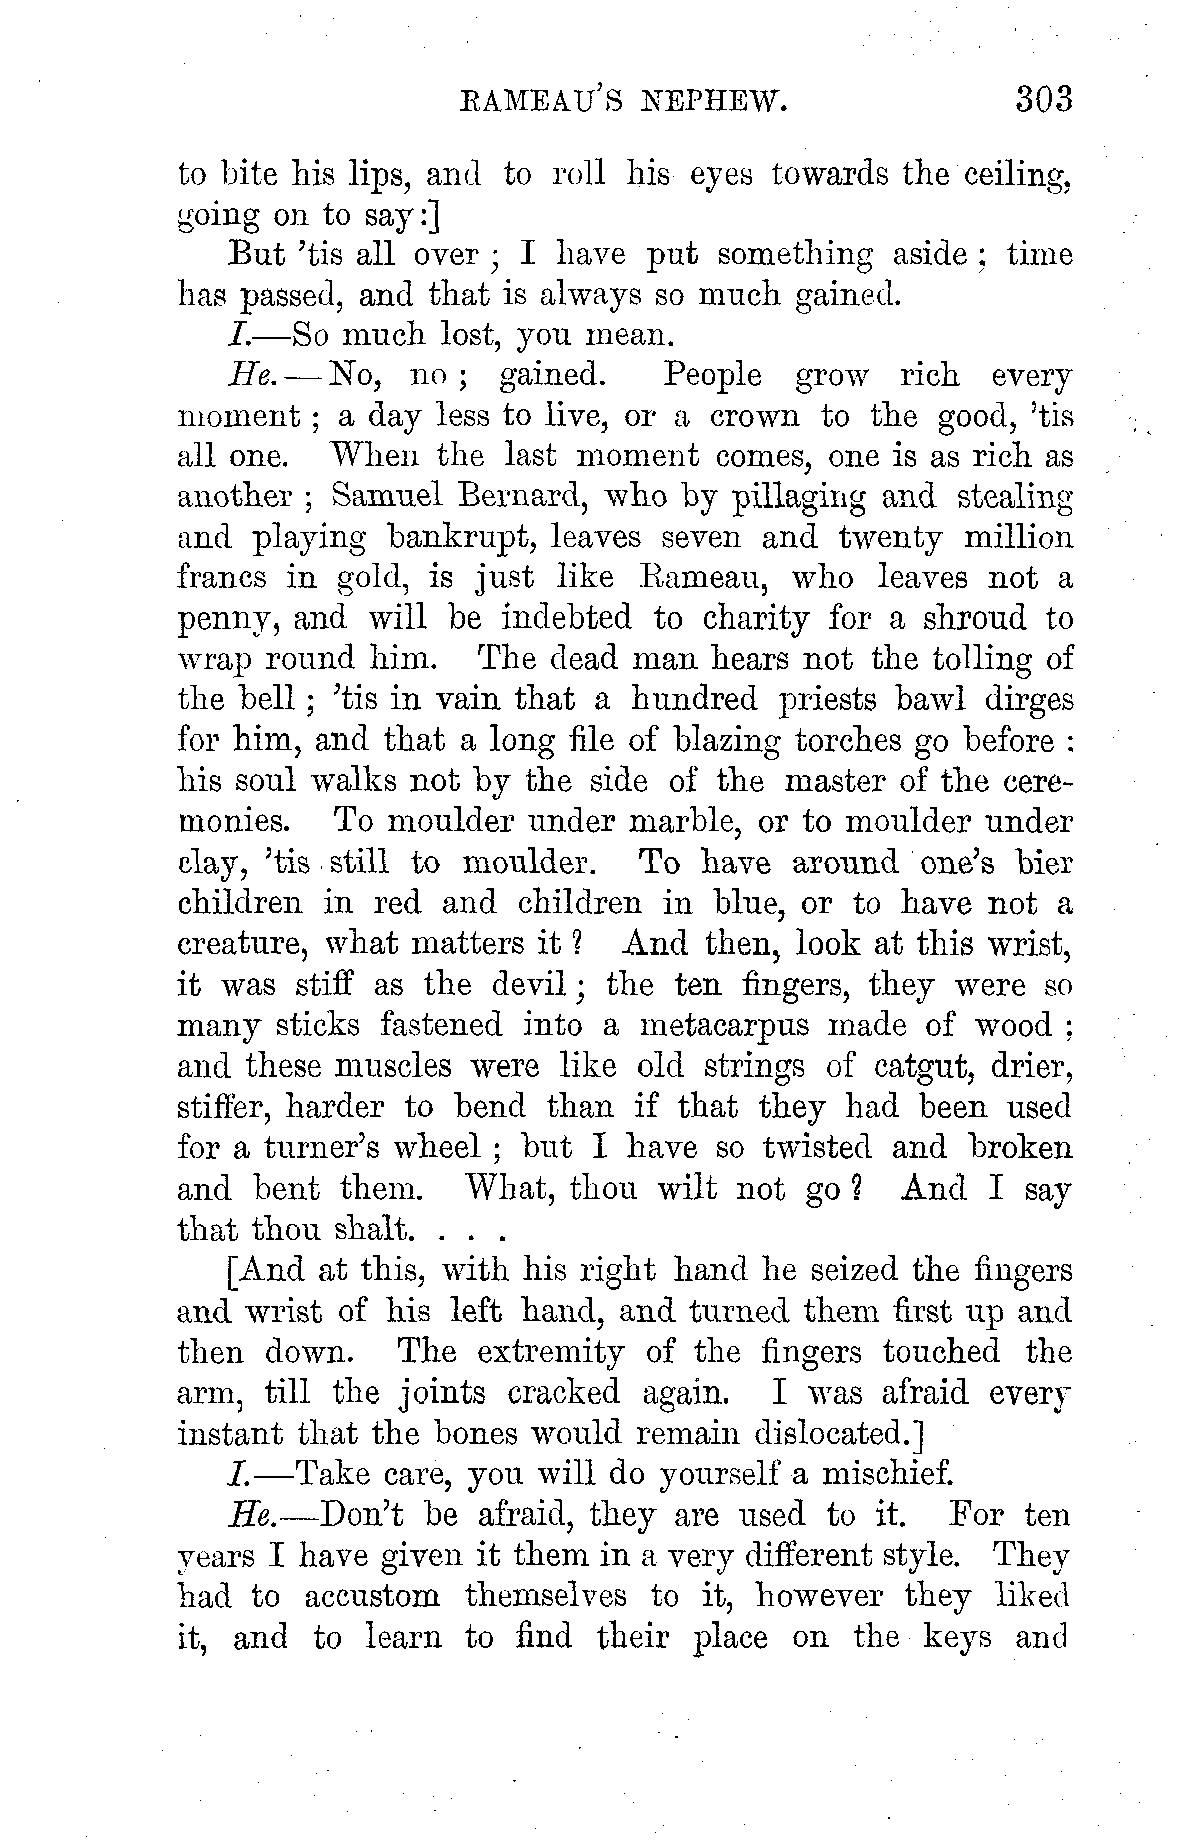 RAMEAU'S NEPHEW. 303
to bite his lips, and to roll his eyes towards the ceiling,
going on to say:]
But 'tis all over ; I have put something aside ; time
has passed, and that is always so much gained.
I.—So much lost, you mean.
He.—No, no ; gained. People grow rich every
moment ; a day less to live, or a crown to the good, 'tis
all one. When the last moment comes, one is as rich as
another ; Samuel Bernard, who by pillaging and stealing
and playing bankrupt, leaves seven and twenty million
francs in gold, is just like Rameau, who leaves not a
penny, and will be indebted to charity for a shroud to
wrap round him. The dead man hears not the tolling of
the bell ; 'tis in vain that a hundred priests bawl dirges
for him, and that a long file of blazing torches go before :
his soul walks not by the side of the master of the cere-
monies. To moulder under marble, or to moulder under
clay, 'tis still to moulder. To have around one's bier
children in red and children in blue, or to have not a
creature, what matters it ? And then, look at this wrist,
it was stiff as the devil ; the ten fingers, they were so
many sticks fastened into a metacarpus made of wood ;
and these muscles were like old strings of catgut, drier,
stiffer, harder to bend than if that they had been used
for a turner's wheel ; but I have so twisted and broken
and bent them. What, thou wilt not go ? And I say
that thou shalt. . . .
[And at this, with his right hand he seized the fingers
and wrist of his left hand, and turned them first up and
then down. The extremity of the fingers touched the
arm, till the joints cracked again. I was afraid every
instant that the bones would remain dislocated.]
I.—Take care, you will do yourself a mischief.
He.—Don't be afraid, they are used to it. For ten
years I have given it them in a very different style. They
had to accustom themselves to it, however they liked
it, and to learn to find their place on the keys and